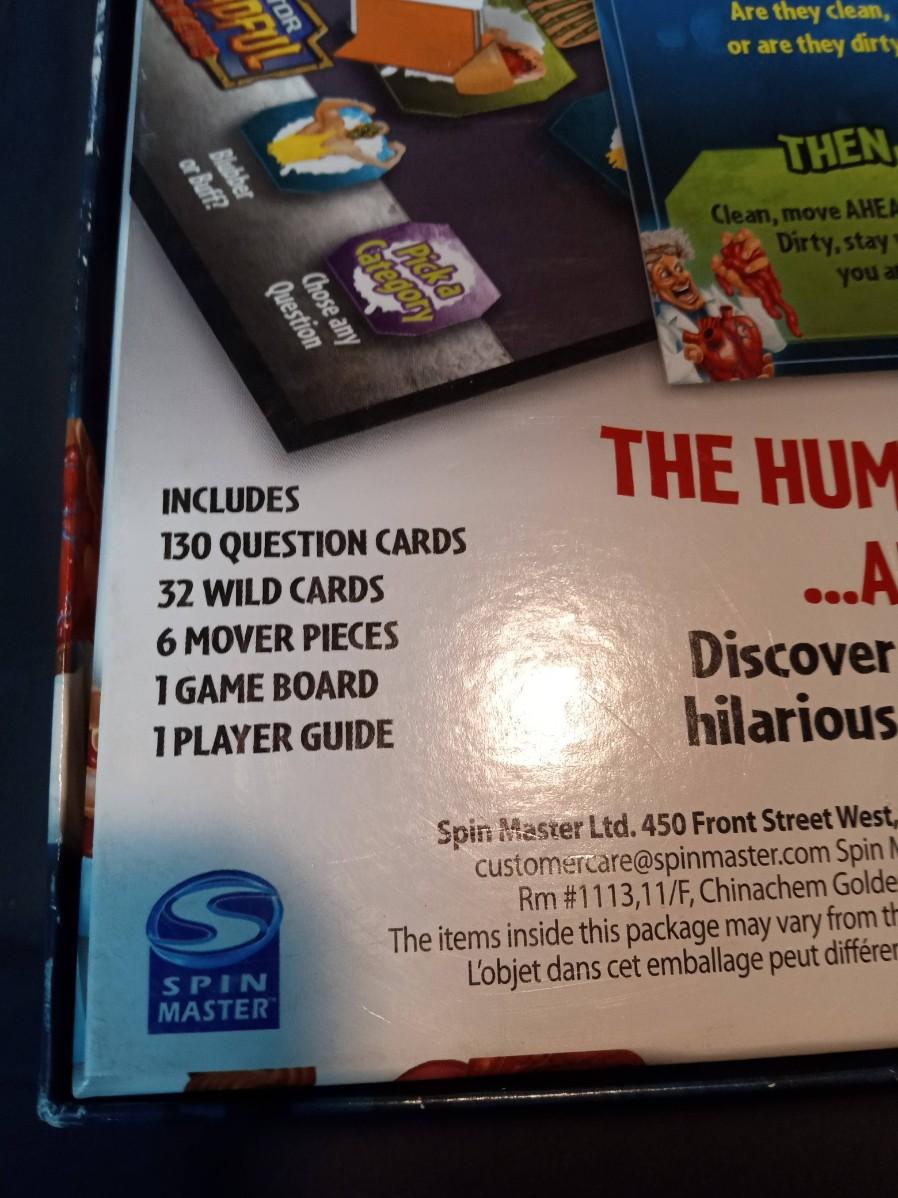 Are they clean,
or are they dirty
THEN
Clean, move AHEA
Dirty, stay
you a
Blubber
or Buff?
Pick a
Category
Chose any
Question
THE HUM
...A
INCLUDES
130 QUESTION CARDS
32 WILD CARDS
6 MOVER PIECES
1 GAME BOARD
1 PLAYER GUIDE
Discover
hilarious
Spin Master Ltd. 450 Front Street West,
customercare@spinmaster.com Spin M
Rm #1113,11/F, Chinachem Golde
The items inside this package may vary from th
L'objet dans cet emballage peut différer
SPIN
MASTER™